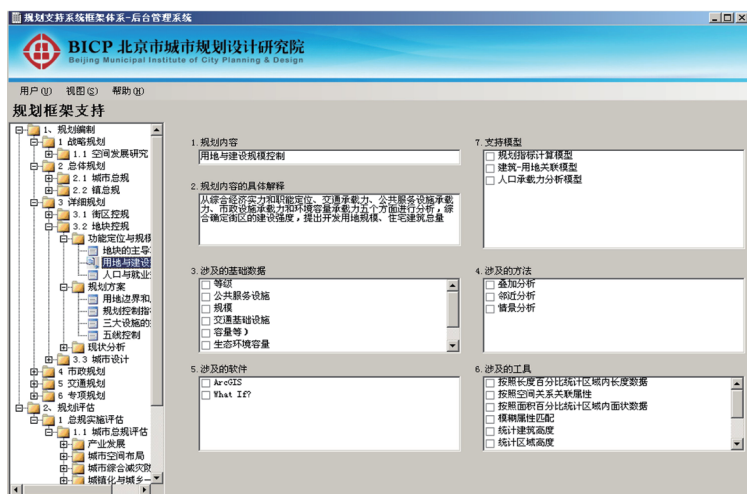 规划支持系统框架体系-后台管理系统
BICP 北京市城市规划设计研究院
Beijing Municipal Institute of City Planning & Design
用户(U) 视图(S) 帮助(H)
规划框架支持
1、规划编制
1 战略规划
1.1 空间发展研究
2 总体规划
2.1 城市总规
2.2 镇总规
3 详细规划
3.1 街区控规
3.2 地块控规
功能定位与规模
地块的主导
用地与建设
人口与就业
规划方案
用地边界和
规划控制指
三大设施的
五线控制
现状分析
3.3 城市设计
4 市政规划
5 交通规划
6 专项规划
2、规划评估
1 总规实施评估
1.1 城市总规评估
产业发展
城市空间布局
城市综合减灾防
城镇化与城乡一
1.规划内容
用地与建设规模控制
2.规划内容的具体解释
从综合经济实力和职能定位、交通承载力、公共服务设施承载
力、市政设施承载力和环境容量承载力五个方面进行分析，综
合确定街区的建设强度，提出开发用地规模、住宅建筑总量
3.涉及的基础数据
等级
公共服务设施
规模
交通基础设施
容量等）
生态环境容量
5.涉及的软件
ArcGIS
What If?
7.支持模型
规划指标计算模型
建筑-用地关联模型
人口承载力分析模型
4.涉及的方法
叠加分析
邻近分析
情景分析
6.涉及的工具
按照长度百分比统计区域内长度数据
按照空间关系关联属性
按照面积百分比统计区域内面状数据
模糊属性匹配
统计建筑高度
统计区域高度